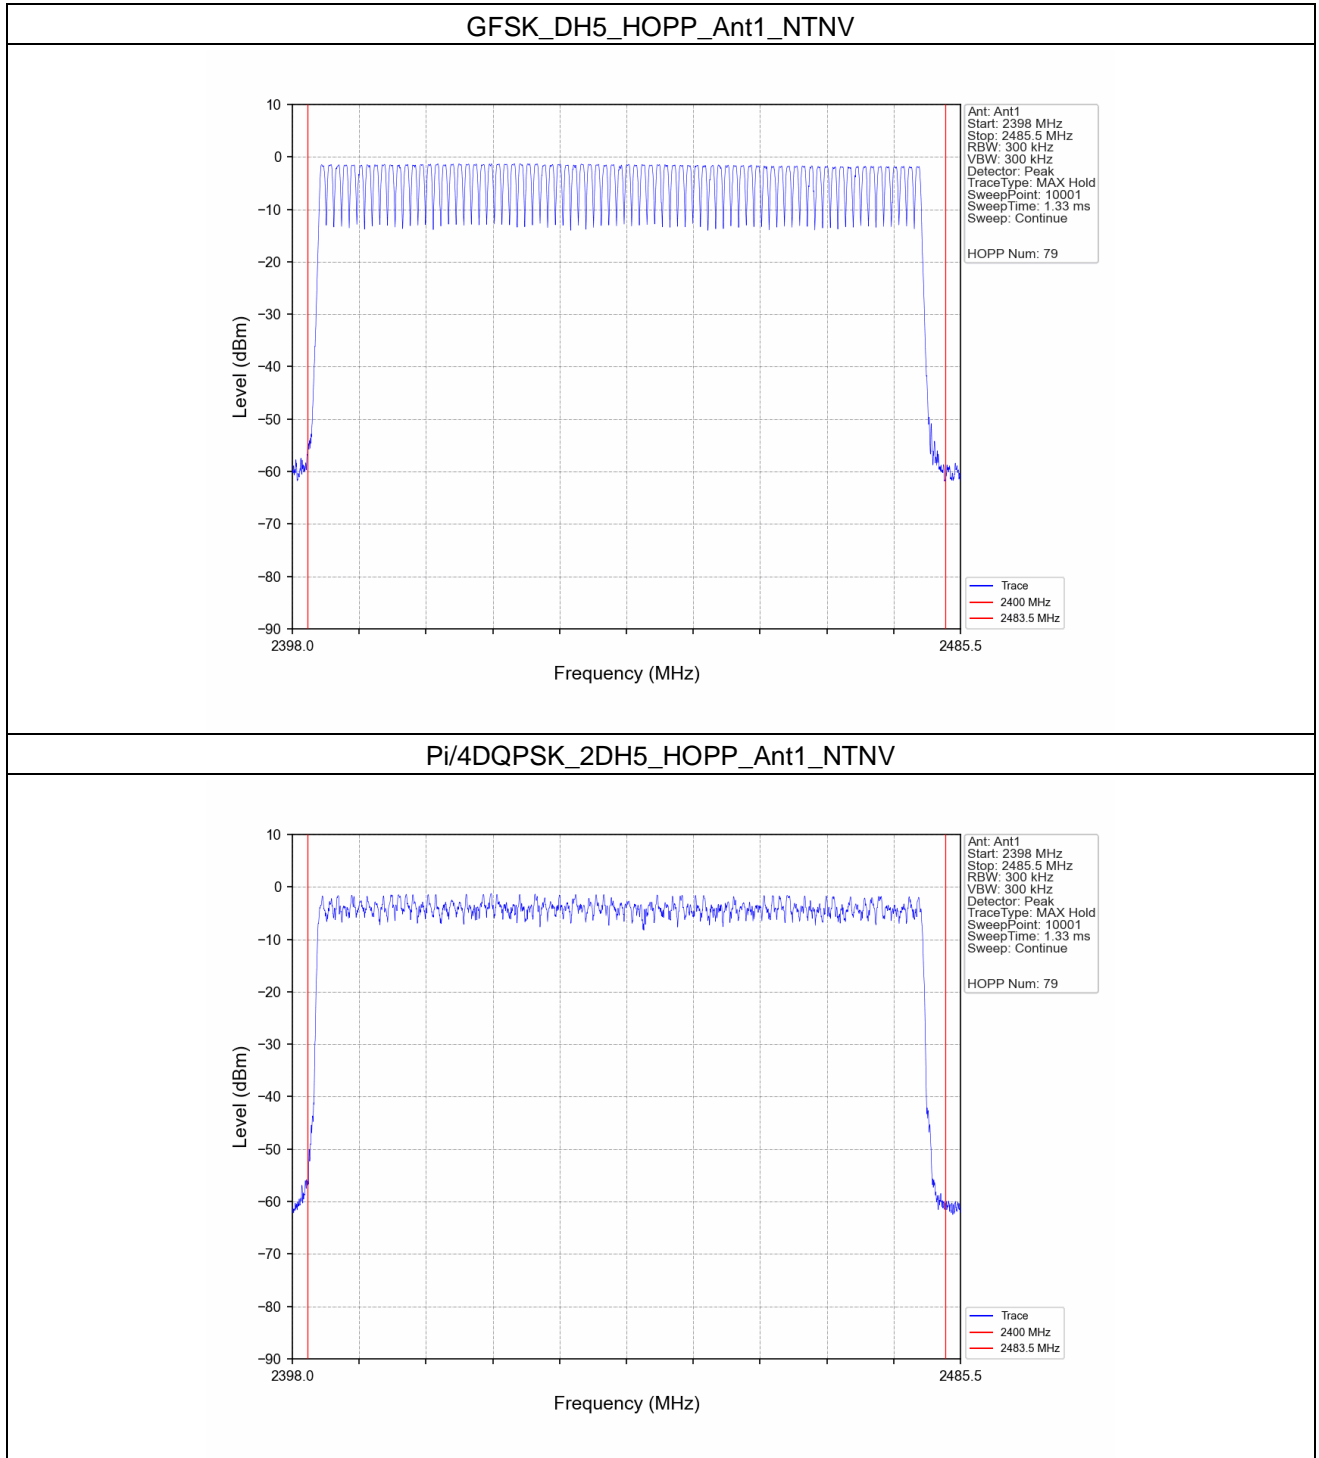 GFSK_DH5_HOPP_Ant1_NTNV
10
0
−10
−20
−30
−40
−50
−60
−70
−80
−90
Level (dBm)
2398.0
2485.5
Frequency (MHz)
Ant: Ant1
Start: 2398 MHz
Stop: 2485.5 MHz
RBW: 300 kHz
VBW: 300 kHz
Detector: Peak
TraceType: MAX Hold
SweepPoint: 10001
SweepTime: 1.33 ms
Sweep: Continue
HOPP Num: 79
Trace
2400 MHz
2483.5 MHz
Pi/4DQPSK_2DH5_HOPP_Ant1_NTNV
10
0
−10
−20
−30
−40
−50
−60
−70
−80
−90
Level (dBm)
2398.0
2485.5
Frequency (MHz)
Ant: Ant1
Start: 2398 MHz
Stop: 2485.5 MHz
RBW: 300 kHz
VBW: 300 kHz
Detector: Peak
TraceType: MAX Hold
SweepPoint: 10001
SweepTime: 1.33 ms
Sweep: Continue
HOPP Num: 79
Trace
2400 MHz
2483.5 MHz